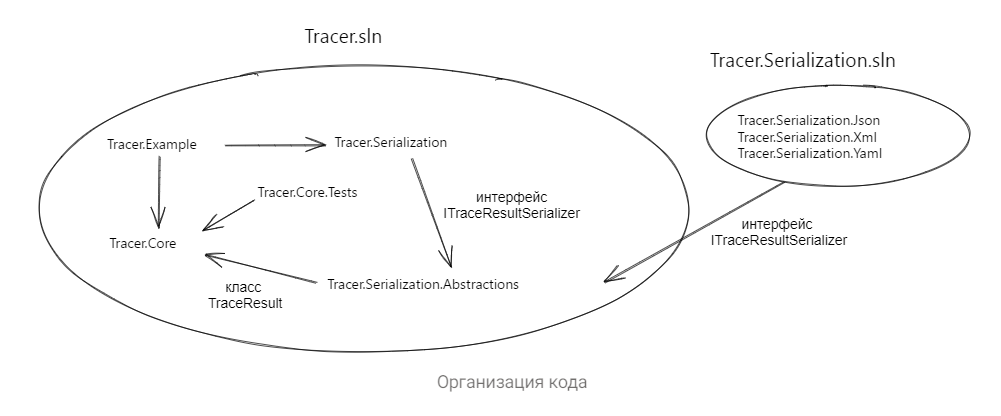 Tracer.sln
Tracer.Serialization.sln
Tracer.Serialization.Json
Tracer.Serialization.Xml
Tracer.Serialization.Yaml
Tracer.Example
Tracer.Serialization
Tracer.Core.Tests
интерфейс
ITraceResultSerializer
интерфейс
ITraceResultSerializer
Tracer.Core
Tracer.Serialization.Abstractions
класс
TraceResult
Организация кода